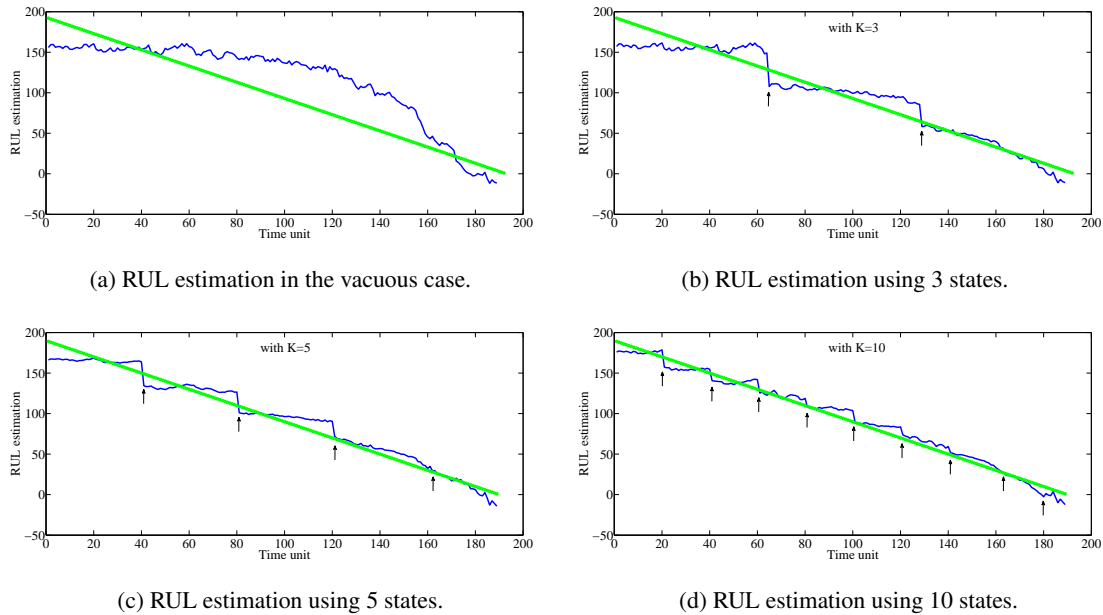 200
150
100
50
0
−50
RUL estimation
0 20 40 60 80 100 120 140 160 180 200
Time unit
(a) RUL estimation in the vacuous case.
with K=3
200
150
100
50
0
−50
RUL estimation
0 20 40 60 80 100 120 140 160 180 200
Time unit
(b) RUL estimation using 3 states.
with K=5
200
150
100
50
0
−50
RUL estimation
0 20 40 60 80 100 120 140 160 180 200
Time unit
(c) RUL estimation using 5 states.
with K=10
200
150
100
50
0
−50
RUL estimation
0 20 40 60 80 100 120 140 160 180 200
Time unit
(d) RUL estimation using 10 states.